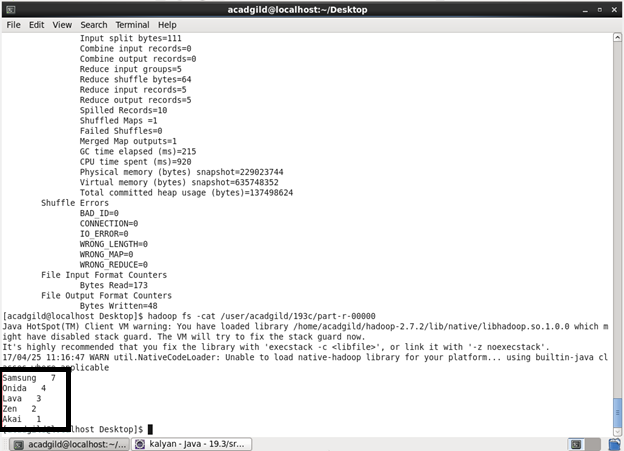 acadgild@localhost:~/Desktop
File Edit View Search Terminal Help
Input split bytes=111
Combine input records=0
Combine output records=0
Reduce input groups=5
Reduce shuffle bytes=64
Reduce input records=5
Reduce output records=5
Spilled Records=10
Shuffled Maps =1
Failed Shuffles=0
Merged Map outputs=1
GC time elapsed (ms)=215
CPU time spent (ms)=920
Physical memory (bytes) snapshot=229023744
Virtual memory (bytes) snapshot=635748352
Total committed heap usage (bytes)=137498624
Shuffle Errors
BAD_ID=0
CONNECTION=0
IO_ERROR=0
WRONG_LENGTH=0
WRONG_MAP=0
WRONG_REDUCE=0
File Input Format Counters
Bytes Read=173
File Output Format Counters
Bytes Written=48
[acadgild@localhost Desktop]$ hadoop fs -cat /user/acadgild/193c/part-r-00000
Java HotSpot(TM) Client VM warning: You have loaded library /home/acadgild/hadoop-2.7.2/lib/native/libhadoop.so.1.0.0 which m
ight have disabled stack guard. The VM will try to fix the stack guard now.
It's highly recommended that you fix the library with 'execstack -c <libfile>', or link it with '-z noexecstack'.
17/04/25 11:16:47 WARN util.NativeCodeLoader: Unable to load native-hadoop library for your platform... using builtin-java cl
applicable
Samsung 7
Onida 4
Lava 3
Zen 2
Akai 1
[acadgild@localhost Desktop]$
acadgild@localhost:~/... kalyan - Java - 19.3/sr...